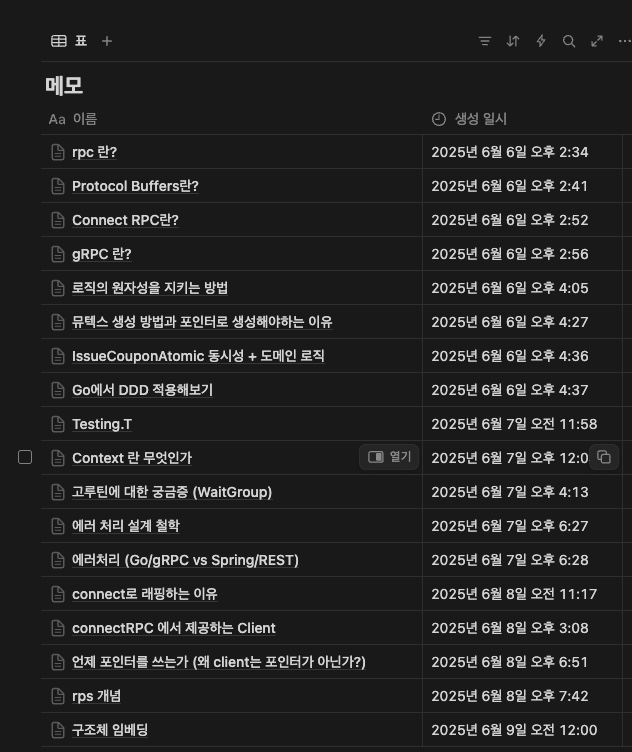 표
메모
Aa 이름 생성 일시
rpc 란? 2025년 6월 6일 오후 2:34
Protocol Buffers란? 2025년 6월 6일 오후 2:41
Connect RPC란? 2025년 6월 6일 오후 2:52
gRPC 란? 2025년 6월 6일 오후 2:56
로직의 원자성을 지키는 방법 2025년 6월 6일 오후 4:05
뮤텍스 생성 방법과 포인터로 생성해야하는 이유 2025년 6월 6일 오후 4:27
IssueCouponAtomic 동시성 + 도메인 로직 2025년 6월 6일 오후 4:36
Go에서 DDD 적용해보기 2025년 6월 6일 오후 4:37
Testing.T 2025년 6월 7일 오전 11:58
Context 란 무엇인가 열기 2025년 6월 7일 오후 12:0
고루틴에 대한 궁금증 (WaitGroup) 2025년 6월 7일 오후 4:13
에러 처리 설계 철학 2025년 6월 7일 오후 6:27
에러처리 (Go/gRPC vs Spring/REST) 2025년 6월 7일 오후 6:28
connect로 래핑하는 이유 2025년 6월 8일 오전 11:17
connectRPC 에서 제공하는 Client 2025년 6월 8일 오후 3:08
언제 포인터를 쓰는가 (왜 client는 포인터가 아닌가?) 2025년 6월 8일 오후 6:51
rps 개념 2025년 6월 8일 오후 7:42
구조체 임베딩 2025년 6월 9일 오전 12:00